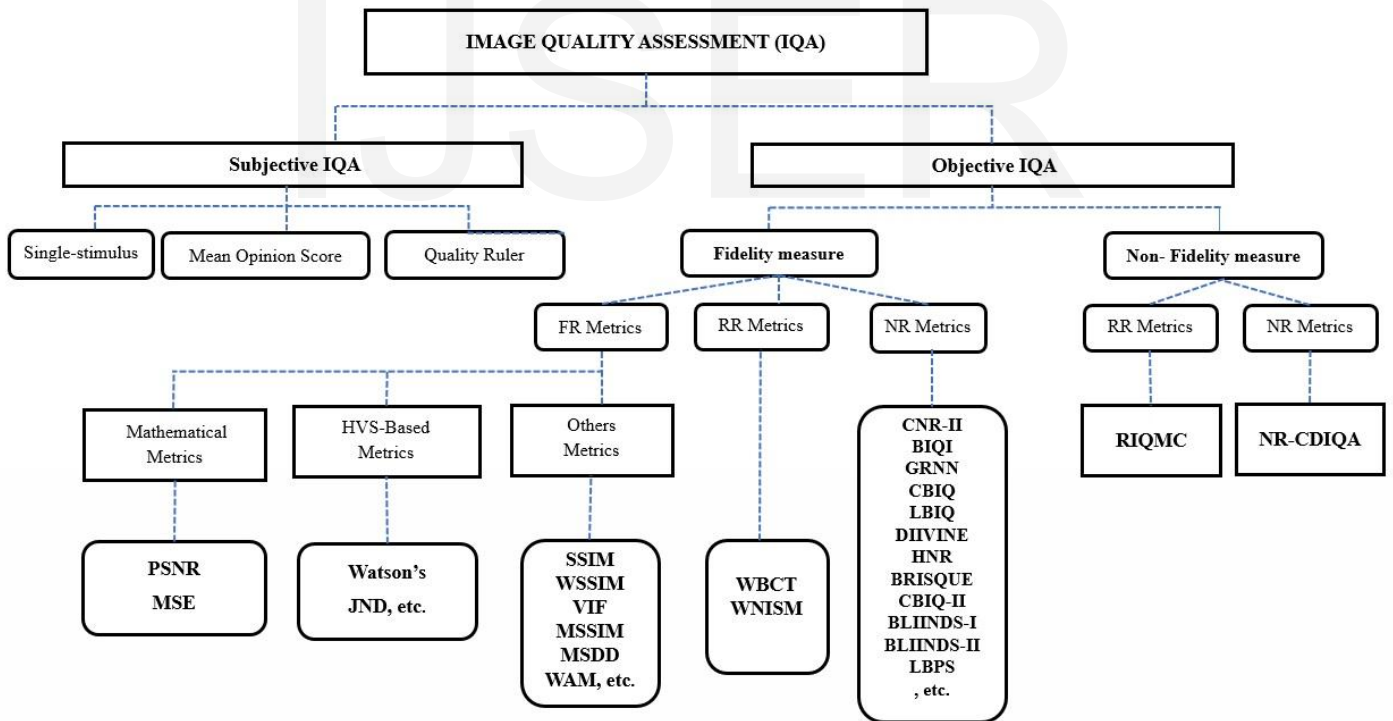 IJSER
IMAGE QUALITY ASSESSMENT (IQA)
Subjective IQA
Objective IQA
Single-stimulus
Mean Opinion Score
Quality Ruler
Fidelity measure
Non- Fidelity measure
FR Metrics
RR Metrics
NR Metrics
RR Metrics
NR Metrics
Mathematical
Metrics
HVS-Based
Metrics
Others
Metrics
RIQMC
NR-CDIQA
PSNR
MSE
Watson's
JND, etc.
SSIM
WSSIM
VIF
MSSIM
MSDD
WAM, etc.
WBCT
WNISM
CNR-II
BIQI
GRNN
CBIQ
LBIQ
DIIVINE
HNR
BRISQUE
CBIQ-II
BLIINDS-I
BLIINDS-II
LBPS
, etc.